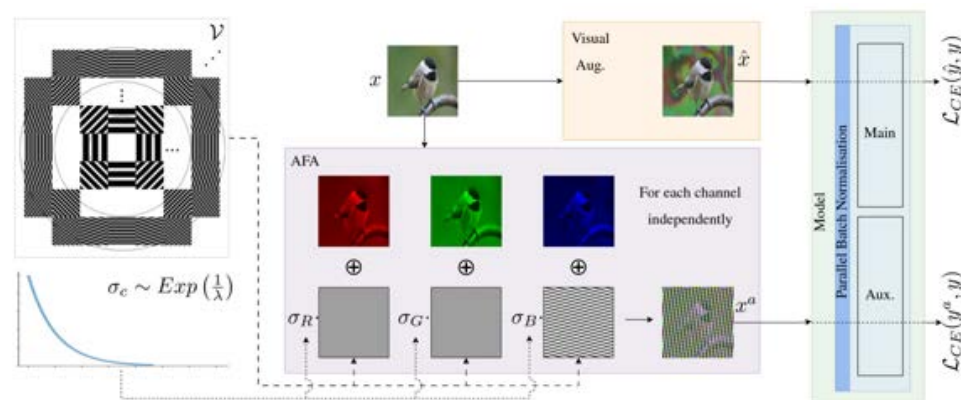 𝒱
⋰
⋮
...
σ_c ~ Exp (1/λ)
x
Visual
Aug.
x̂
AFA
For each channel
independently
⊕ ⊕ ⊕
σ_R· σ_G· σ_B·
x^a
Model
Parallel Batch Normalisation
Main
Aux.
ℒ_CE(ŷ, y)
ℒ_CE(y^a, y)